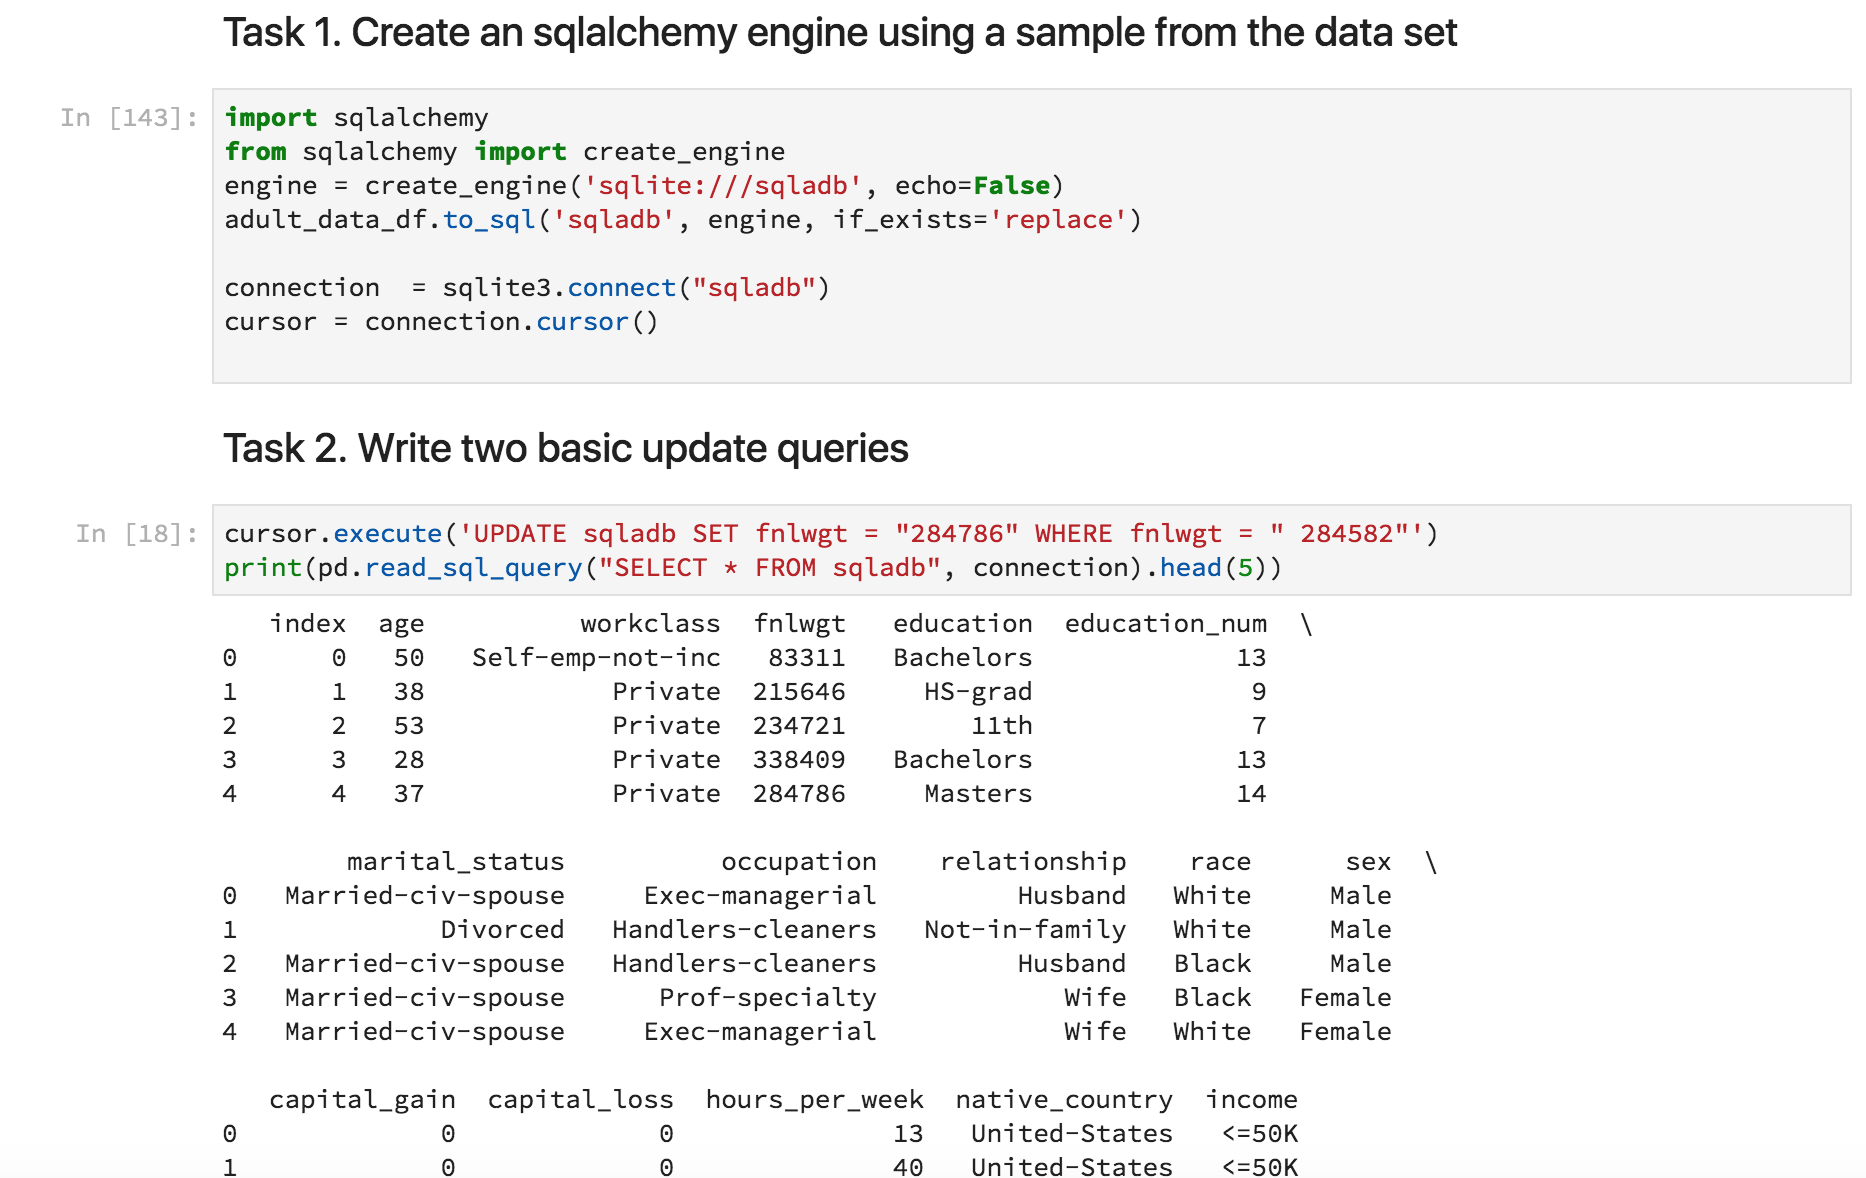 Task 1. Create an sqlalchemy engine using a sample from the data set
In [143]:
import sqlalchemy
from sqlalchemy import create_engine
engine = create_engine('sqlite:///sqladb', echo=False)
adult_data_df.to_sql('sqladb', engine, if_exists='replace')
connection  = sqlite3.connect("sqladb")
cursor = connection.cursor()
Task 2. Write two basic update queries
In [18]:
cursor.execute('UPDATE sqladb SET fnlwgt = "284786" WHERE fnlwgt = " 284582"')
print(pd.read_sql_query("SELECT * FROM sqladb", connection).head(5))
index age workclass fnlwgt education education_num \
0 0 50 Self-emp-not-inc 83311 Bachelors 13
1 1 38 Private 215646 HS-grad 9
2 2 53 Private 234721 11th 7
3 3 28 Private 338409 Bachelors 13
4 4 37 Private 284786 Masters 14
marital_status occupation relationship race sex \
0 Married-civ-spouse Exec-managerial Husband White Male
1 Divorced Handlers-cleaners Not-in-family White Male
2 Married-civ-spouse Handlers-cleaners Husband Black Male
3 Married-civ-spouse Prof-specialty Wife Black Female
4 Married-civ-spouse Exec-managerial Wife White Female
capital_gain capital_loss hours_per_week native_country income
0 0 0 13 United-States <=50K
1 0 0 40 United-States <=50K